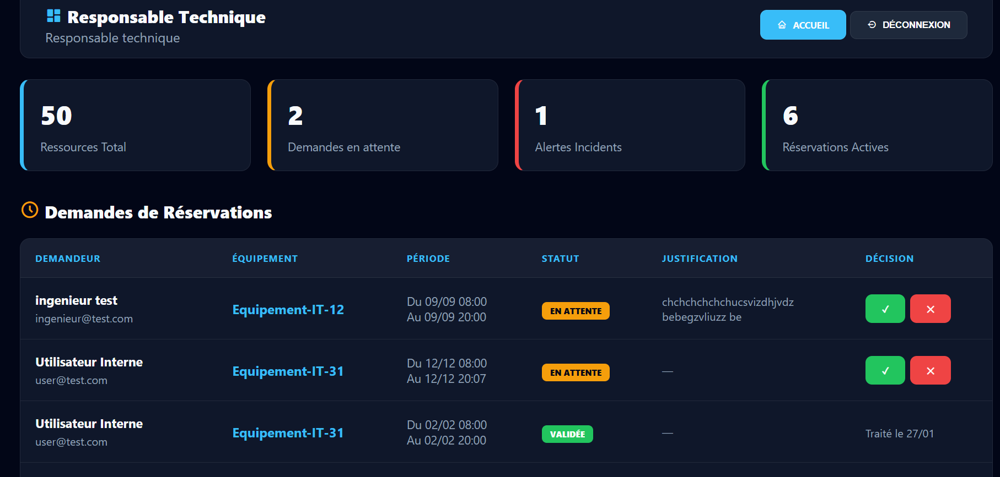 Responsable Technique
Responsable technique
ACCUEIL
DÉCONNEXION
50
Ressources Total
2
Demandes en attente
1
Alertes Incidents
6
Réservations Actives
Demandes de Réservations
DEMANDEUR ÉQUIPEMENT PÉRIODE STATUT JUSTIFICATION DÉCISION
ingenieur test
ingenieur@test.com
Equipement-IT-12
Du 09/09 08:00
Au 09/09 20:00
EN ATTENTE
chchchchchchucsvizdhjvdz
bebegzvliuzz be
✓ ✕
Utilisateur Interne
user@test.com
Equipement-IT-31
Du 12/12 08:00
Au 12/12 20:07
EN ATTENTE
—
✓ ✕
Utilisateur Interne
user@test.com
Equipement-IT-31
Du 02/02 08:00
Au 02/02 20:00
VALIDÉE
—
Traité le 27/01